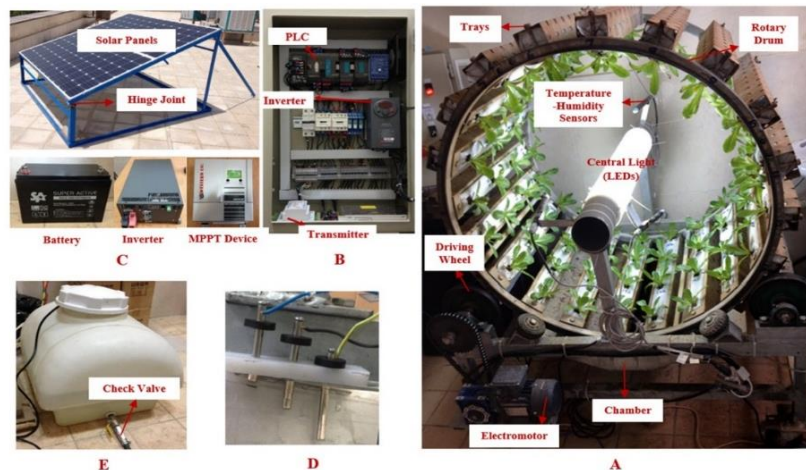 Solar Panels
Hinge Joint
Battery
Inverter
MPPT Device
C
PLC
Inverter
Transmitter
B
Trays
Rotary
Drum
Temperature
-Humidity
Sensors
Central Light
(LEDs)
Driving
Wheel
Chamber
Electromotor
A
Check Valve
E
D
SUPER ACTIVE